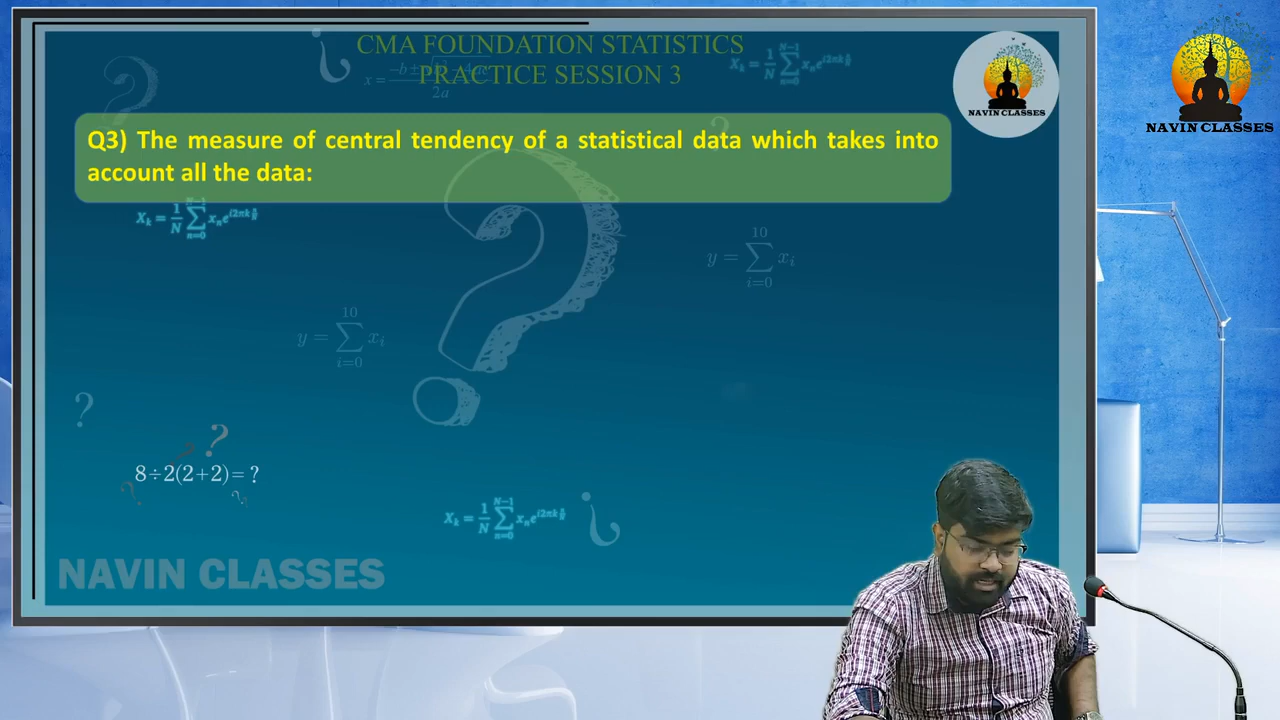 CMA FOUNDATION STATISTICS
PRACTICE SESSION 3
NAVIN CLASSES
NAVIN CLASSES
Q3) The measure of central tendency of a statistical data which takes into
account all the data:
8÷2(2+2)=?
NAVIN CLASSES